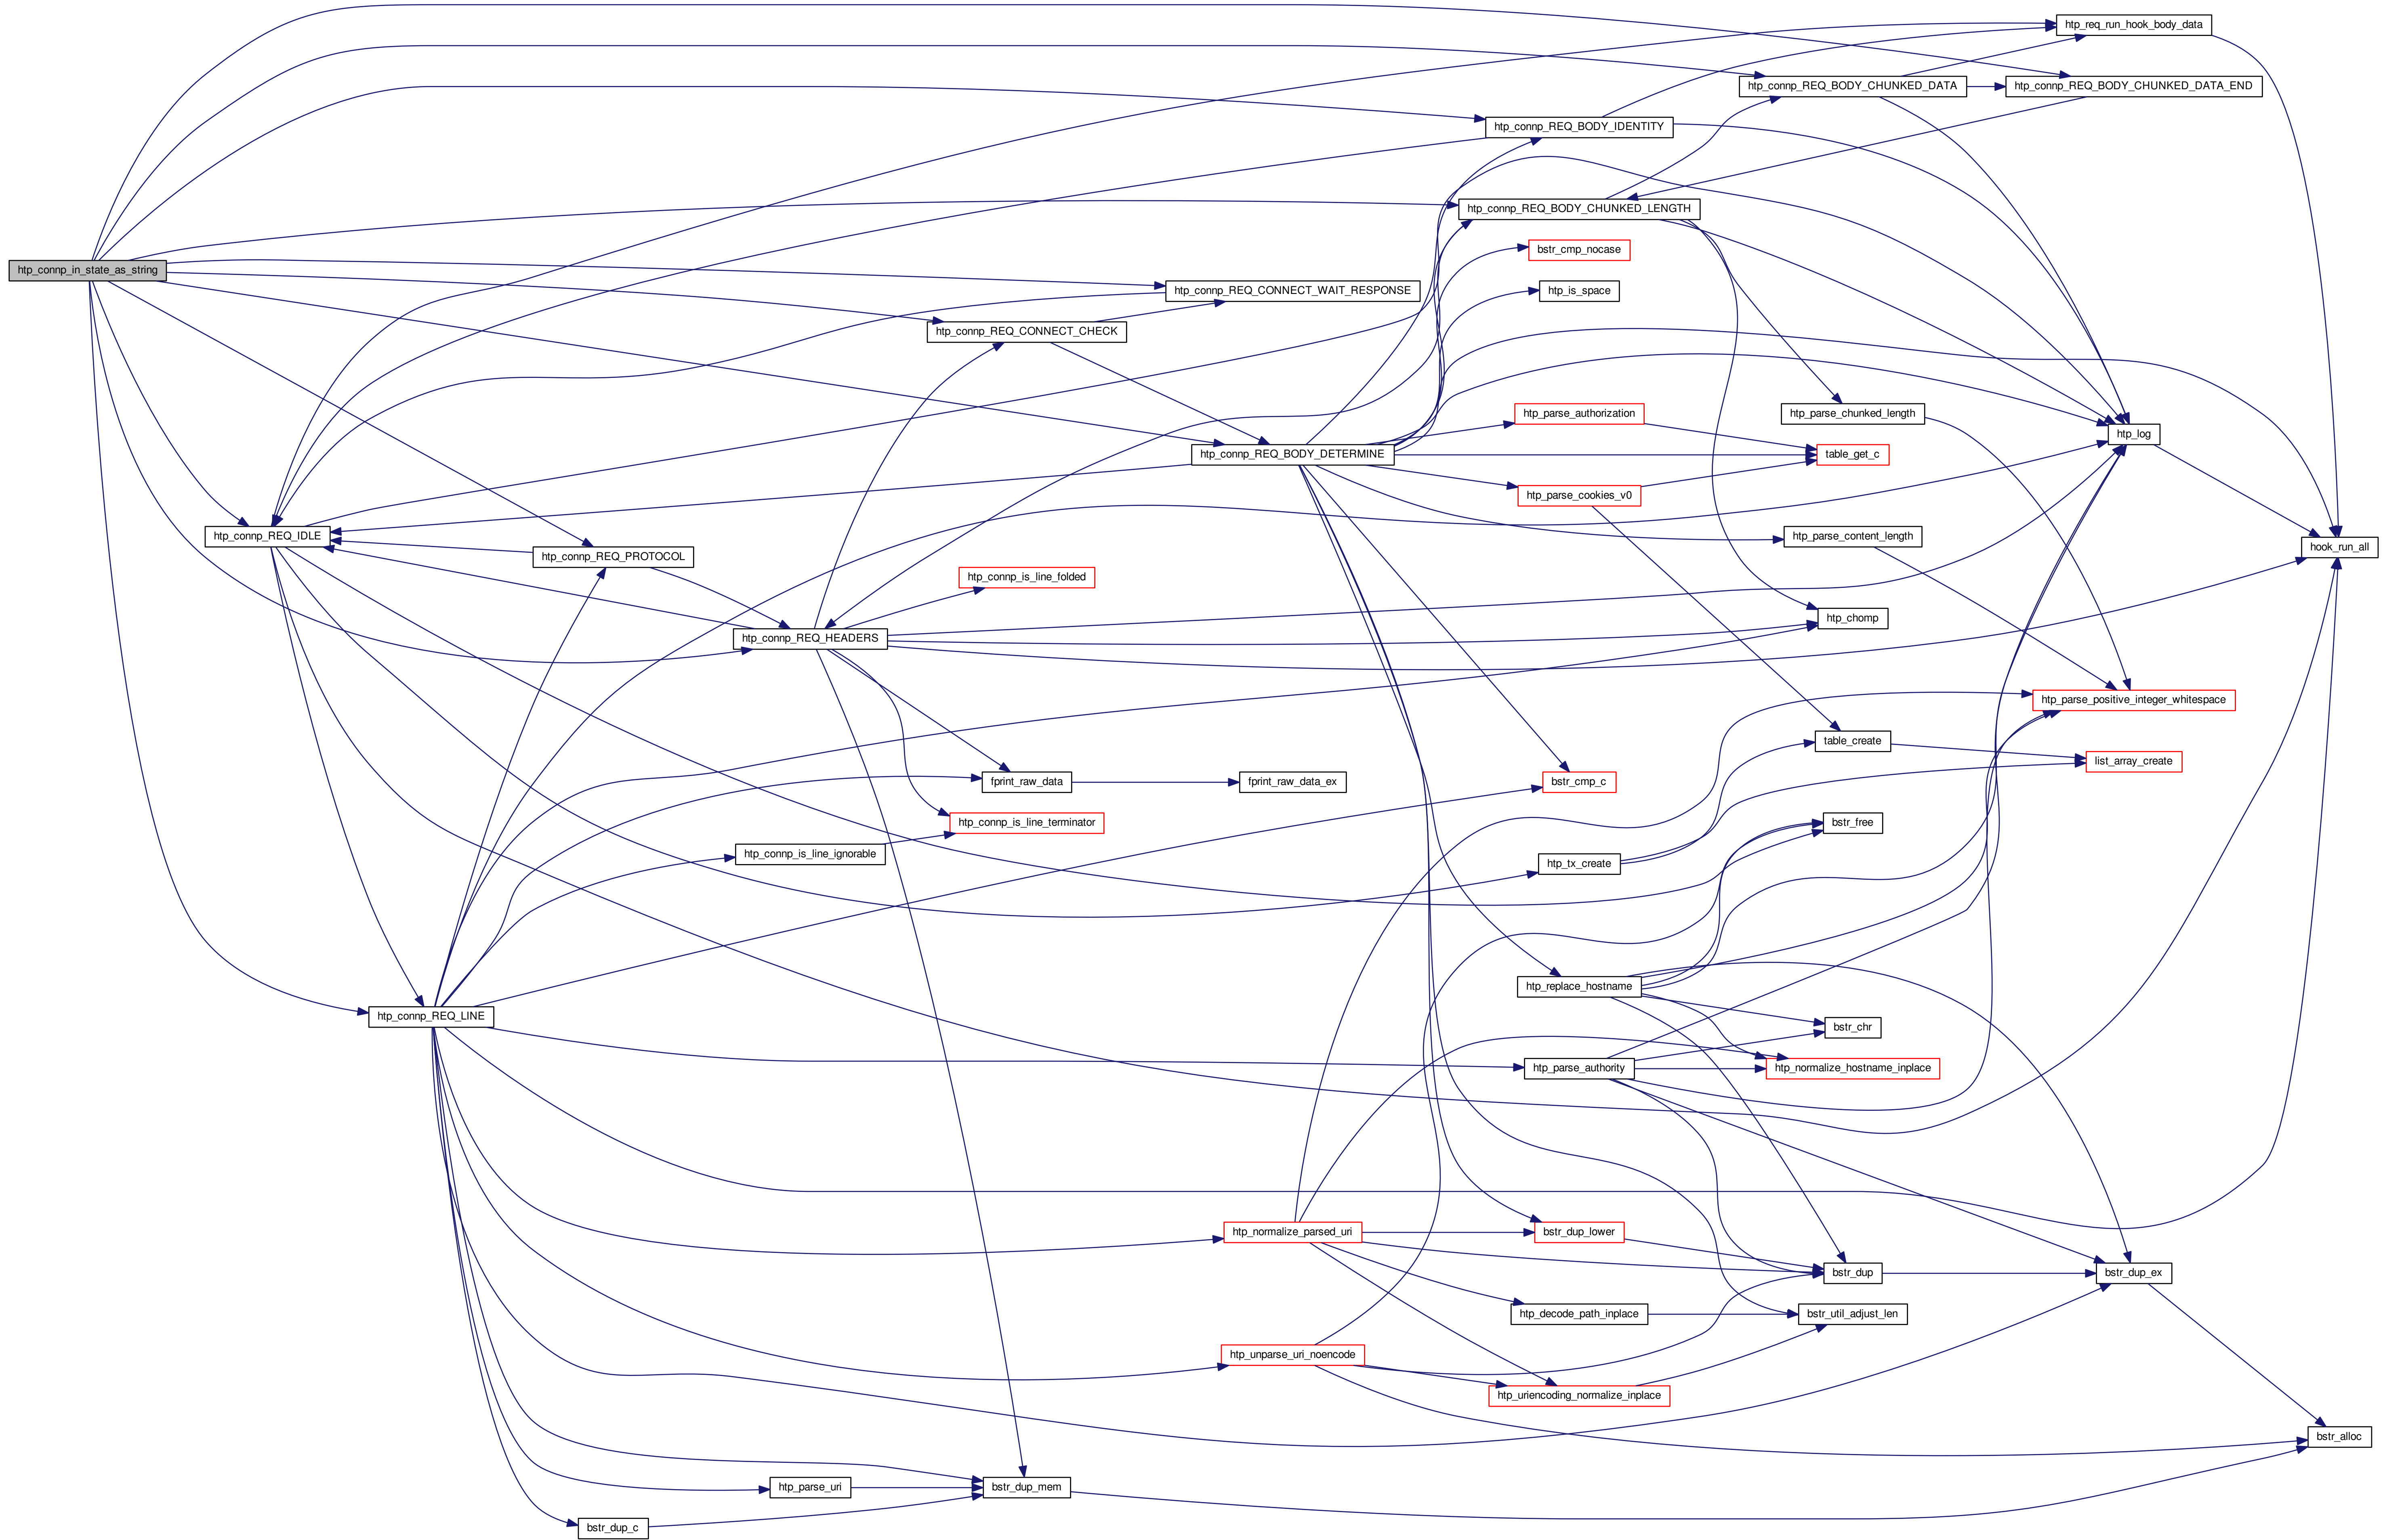 htp_req_run_hook_body_data
htp_connp_REQ_BODY_CHUNKED_DATA
htp_connp_REQ_BODY_CHUNKED_DATA_END
htp_connp_REQ_BODY_IDENTITY
htp_connp_REQ_BODY_CHUNKED_LENGTH
bstr_cmp_nocase
htp_connp_in_state_as_string
htp_connp_REQ_CONNECT_WAIT_RESPONSE
htp_is_space
htp_connp_REQ_CONNECT_CHECK
htp_parse_authorization
htp_parse_chunked_length
htp_log
htp_connp_REQ_BODY_DETERMINE
table_get_c
htp_parse_cookies_v0
htp_connp_REQ_IDLE
htp_parse_content_length
hook_run_all
htp_connp_REQ_PROTOCOL
htp_connp_is_line_folded
htp_chomp
htp_connp_REQ_HEADERS
htp_parse_positive_integer_whitespace
table_create
list_array_create
fprint_raw_data
fprint_raw_data_ex
bstr_cmp_c
htp_connp_is_line_terminator
bstr_free
htp_connp_is_line_ignorable
htp_tx_create
htp_replace_hostname
htp_connp_REQ_LINE
bstr_chr
htp_parse_authority
htp_normalize_hostname_inplace
htp_normalize_parsed_uri
bstr_dup_lower
bstr_dup
bstr_dup_ex
htp_decode_path_inplace
bstr_util_adjust_len
htp_unparse_uri_noencode
htp_uriencoding_normalize_inplace
bstr_alloc
htp_parse_uri
bstr_dup_mem
bstr_dup_c